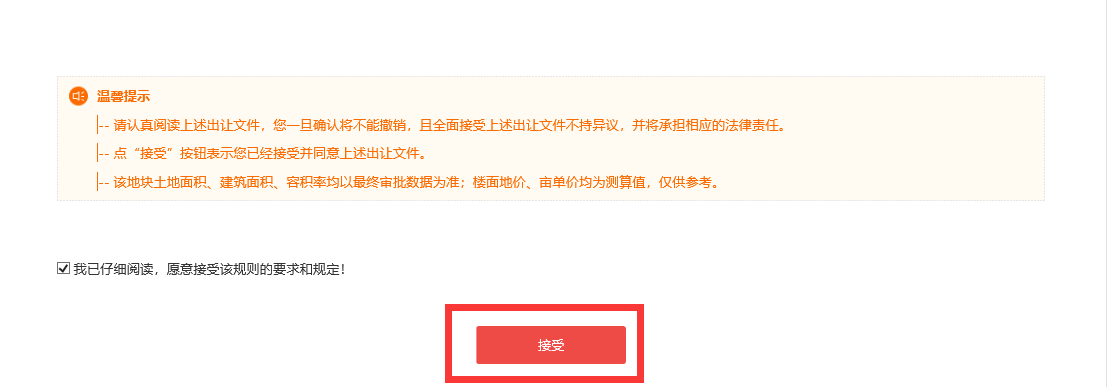 温馨提示
|-- 请认真阅读上述出让文件，您一旦确认将不能撤销，且全面接受上述出让文件不持异议，并将承担相应的法律责任。
|-- 点“接受”按钮表示您已经接受并同意上述出让文件。
|-- 该地块土地面积、建筑面积、容积率均以最终审批数据为准；楼面地价、亩单价均为测算值，仅供参考。
我已仔细阅读，愿意接受该规则的要求和规定！
接受